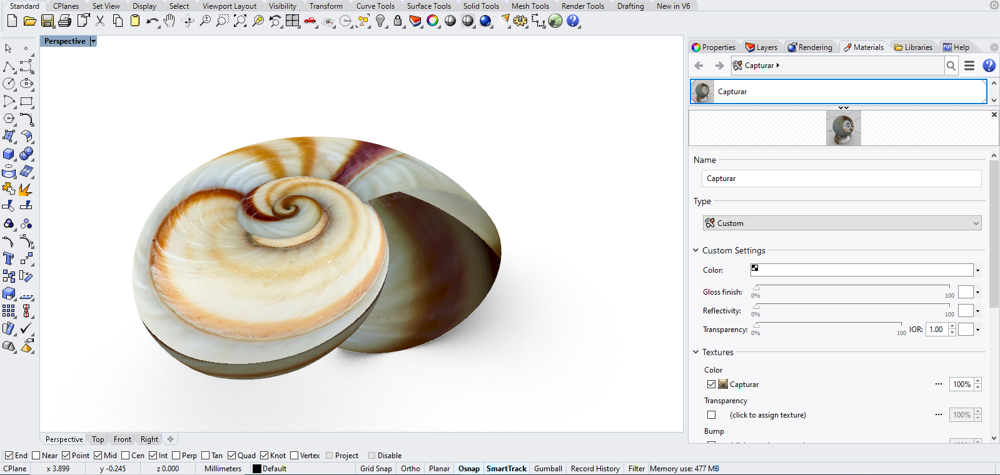 Standard CPlanes Set View Display Select Viewport Layout Visibility Transform Curve Tools Surface Tools Solid Tools Mesh Tools Render Tools Drafting New in V6
Perspective
Properties Layers Rendering Materials Libraries Help
Capturar
Capturar
Name
Capturar
Type
Custom
Custom Settings
Color:
Gloss finish: 0% 100
Reflectivity: 0% 100
Transparency: 0% 100 IOR: 1.00
Textures
Color
Capturar ... 100%
Transparency
(click to assign texture) ... 100%
Bump
Perspective Top Front Right
End Near Point Mid Cen Int Perp Tan Quad Knot Vertex Project Disable
CPlane x 3.899 y -0.245 z 0.000 Millimeters Default Grid Snap Ortho Planar Osnap SmartTrack Gumball Record History Filter Memory use: 477 MB